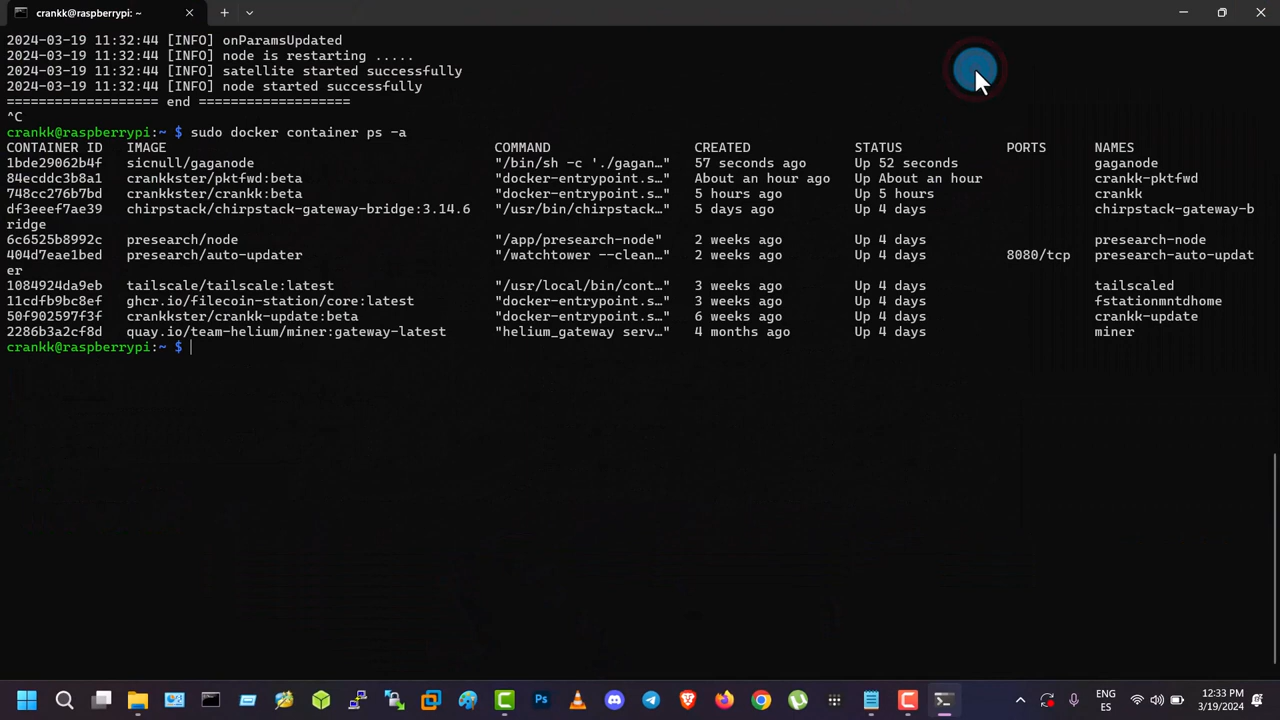 crankk@raspberrypi: ~
2024-03-19 11:32:44 [INFO] onParamsUpdated
2024-03-19 11:32:44 [INFO] node is restarting .....
2024-03-19 11:32:44 [INFO] satellite started successfully
2024-03-19 11:32:44 [INFO] node started successfully
=================== end ===================
^C
crankk@raspberrypi:~ $ sudo docker container ps -a
CONTAINER ID   IMAGE                                         COMMAND                  CREATED             STATUS             PORTS      NAMES
1bde29062b4f   sicnull/gaganode                              "/bin/sh -c './gagan…"   57 seconds ago      Up 52 seconds                 gaganode
84ecddc3b8a1   crankkster/pktfwd:beta                        "docker-entrypoint.s…"   About an hour ago   Up About an hour              crankk-pktfwd
748cc276b7bd   crankkster/crankk:beta                        "docker-entrypoint.s…"   5 hours ago         Up 5 hours                    crankk
df3eeef7ae39   chirpstack/chirpstack-gateway-bridge:3.14.6   "/usr/bin/chirpstack…"   5 days ago          Up 4 days                     chirpstack-gateway-b
ridge
6c6525b8992c   presearch/node                                "/app/presearch-node"    2 weeks ago         Up 4 days                     presearch-node
404d7eae1bed   presearch/auto-updater                        "/watchtower --clean…"   2 weeks ago         Up 4 days          8080/tcp   presearch-auto-updat
er
1084924da9eb   tailscale/tailscale:latest                    "/usr/local/bin/cont…"   3 weeks ago         Up 4 days                     tailscaled
11cdfb9bc8ef   ghcr.io/filecoin-station/core:latest          "docker-entrypoint.s…"   3 weeks ago         Up 4 days                     fstationmntdhome
50f902597f3f   crankkster/crankk-update:beta                 "docker-entrypoint.s…"   6 weeks ago         Up 4 days                     crankk-update
2286b3a2cf8d   quay.io/team-helium/miner:gateway-latest      "helium_gateway serv…"   4 months ago        Up 4 days                     miner
crankk@raspberrypi:~ $
Ps
ENG
ES
12:33 PM
3/19/2024